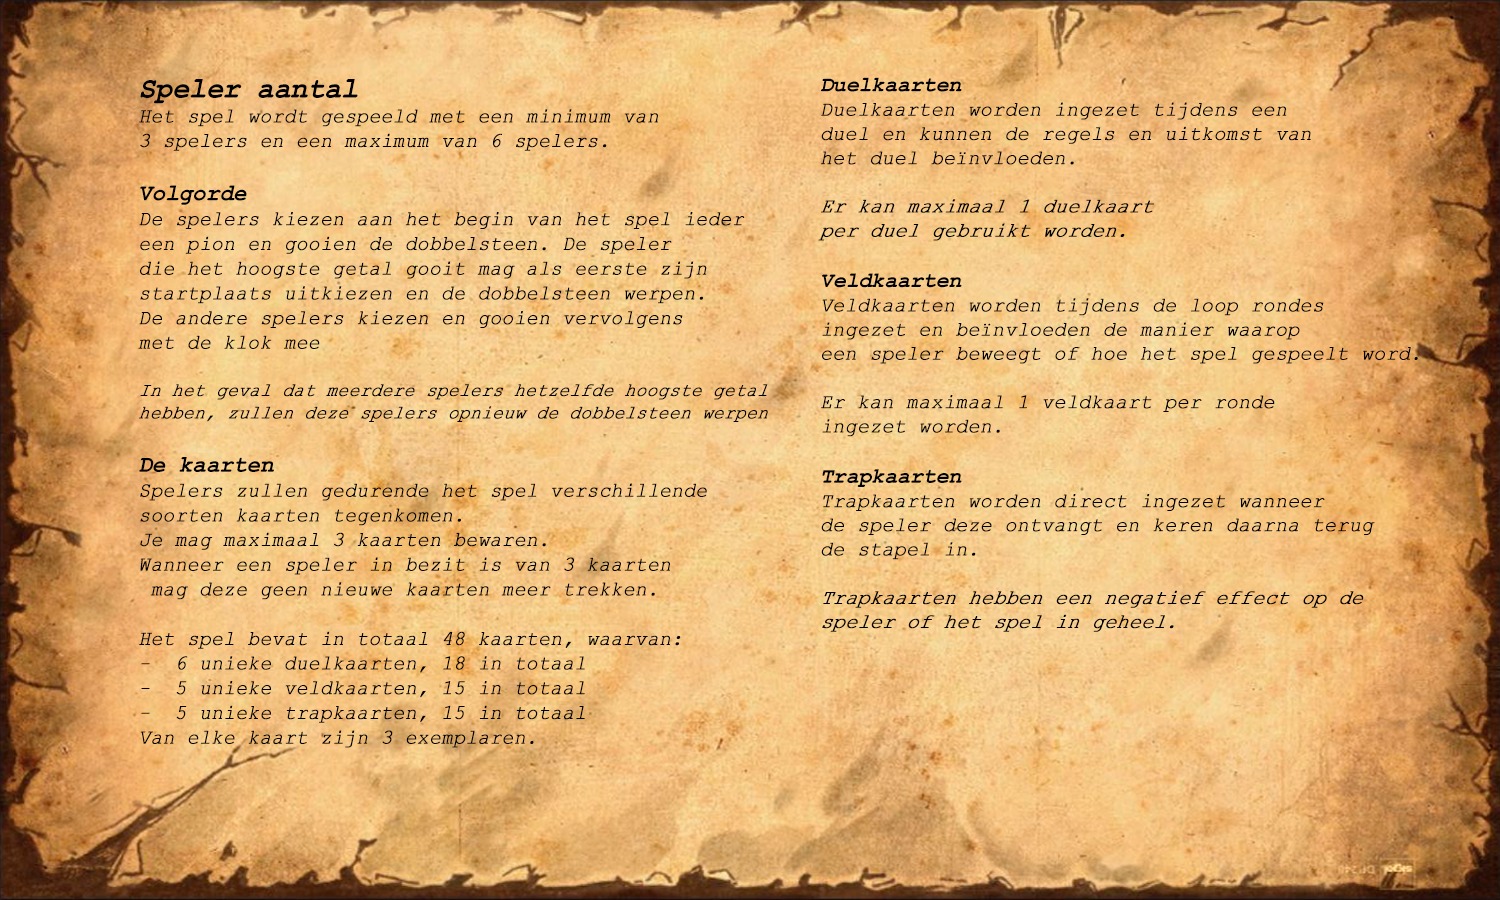 Speler aantal
Het spel wordt gespeeld met een minimum van
3 spelers en een maximum van 6 spelers.
Volgorde
De spelers kiezen aan het begin van het spel ieder
een pion en gooien de dobbelsteen. De speler
die het hoogste getal gooit mag als eerste zijn
startplaats uitkiezen en de dobbelsteen werpen.
De andere spelers kiezen en gooien vervolgens
met de klok mee
In het geval dat meerdere spelers hetzelfde hoogste getal
hebben, zullen deze spelers opnieuw de dobbelsteen werpen
De kaarten
Spelers zullen gedurende het spel verschillende
soorten kaarten tegenkomen.
Je mag maximaal 3 kaarten bewaren.
Wanneer een speler in bezit is van 3 kaarten
mag deze geen nieuwe kaarten meer trekken.
Het spel bevat in totaal 48 kaarten, waarvan:
- 6 unieke duelkaarten, 18 in totaal
- 5 unieke veldkaarten, 15 in totaal
- 5 unieke trapkaarten, 15 in totaal
Van elke kaart zijn 3 exemplaren.
Duelkaarten
Duelkaarten worden ingezet tijdens een
duel en kunnen de regels en uitkomst van
het duel beïnvloeden.
Er kan maximaal 1 duelkaart
per duel gebruikt worden.
Veldkaarten
Veldkaarten worden tijdens de loop rondes
ingezet en beïnvloeden de manier waarop
een speler beweegt of hoe het spel gespeelt word.
Er kan maximaal 1 veldkaart per ronde
ingezet worden.
Trapkaarten
Trapkaarten worden direct ingezet wanneer
de speler deze ontvangt en keren daarna terug
de stapel in.
Trapkaarten hebben een negatief effect op de
speler of het spel in geheel.